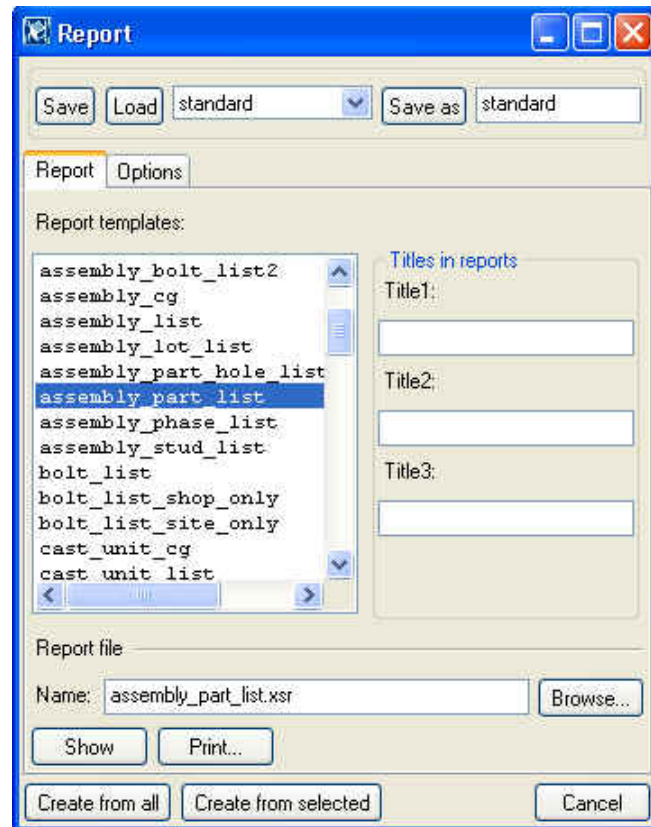 Report
Save Load standard Save as standard
Report Options
Report templates:
assembly_bolt_list2
assembly_cg
assembly_list
assembly_lot_list
assembly_part_hole_list
assembly_part_list
assembly_phase_list
assembly_stud_list
bolt_list
bolt_list_shop_only
bolt_list_site_only
cast_unit_cg
cast_unit_list
Titles in reports
Title1:
Title2:
Title3:
Report file
Name: assembly_part_list.xsr Browse...
Show Print...
Create from all Create from selected Cancel